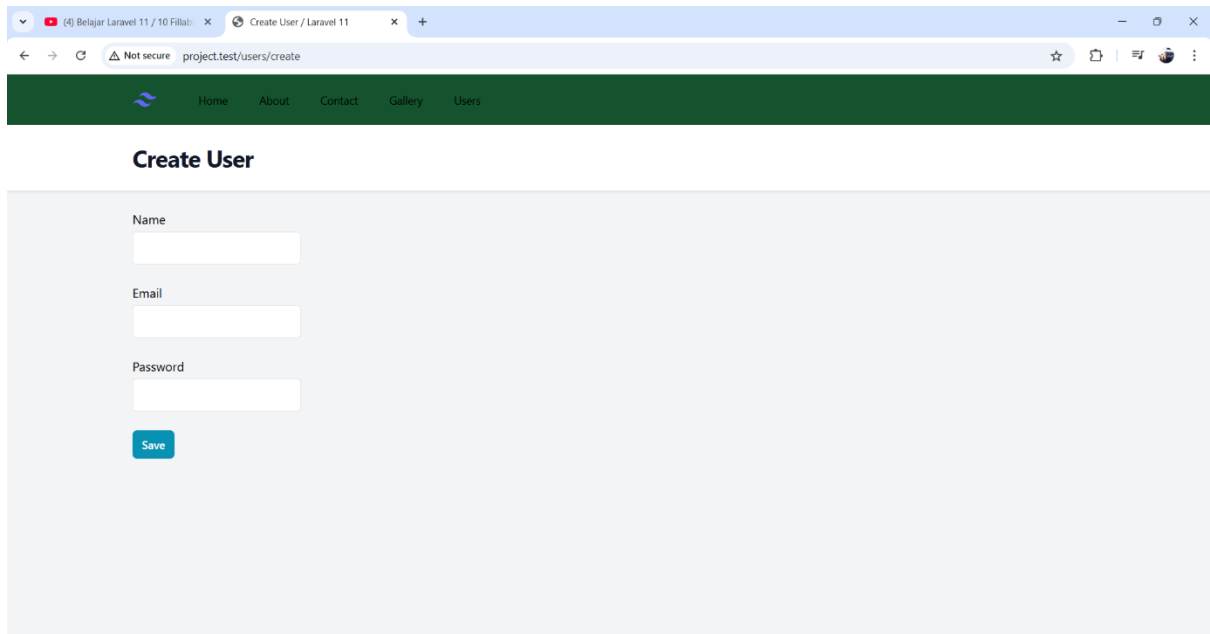 (4) Belajar Laravel 11 / 10 Fillab
Create User / Laravel 11
Not secure project.test/users/create
Home About Contact Gallery Users
Create User
Name
Email
Password
Save